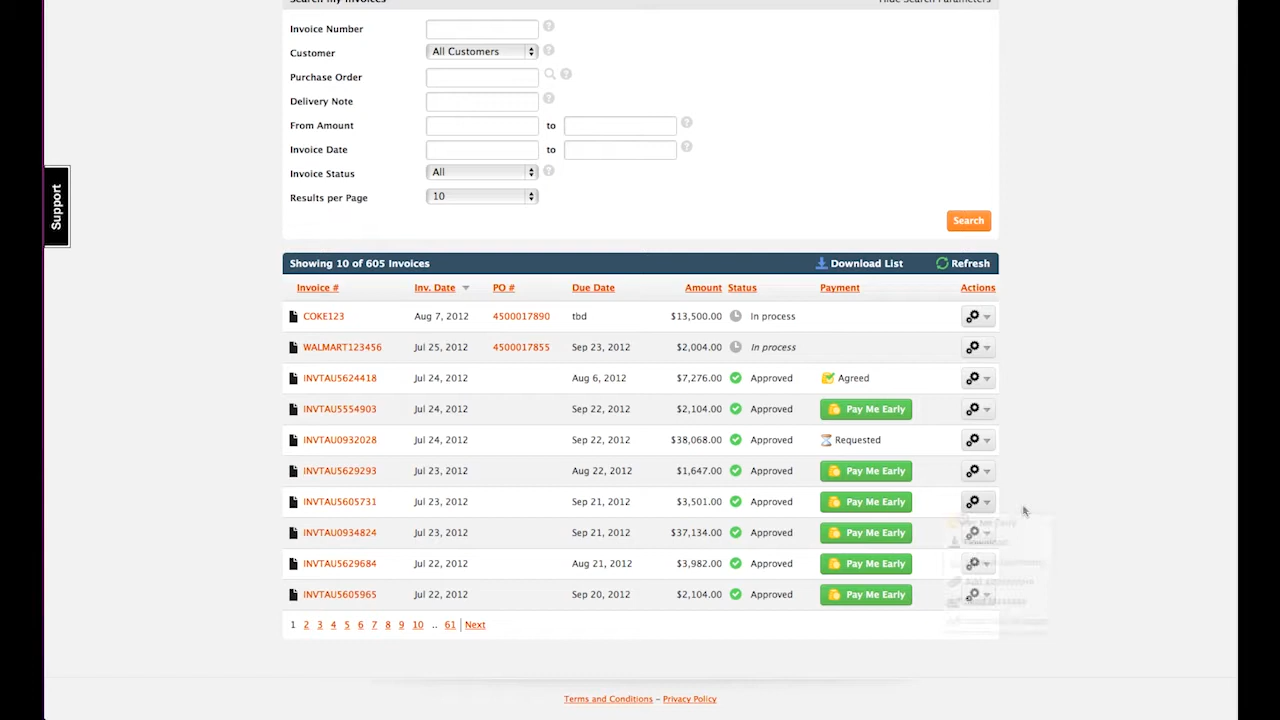 Search my Invoices Hide Search Parameters
Invoice Number
Customer All Customers
Purchase Order
Delivery Note
From Amount to
Invoice Date to
Invoice Status All
Results per Page 10
Search
Support
Showing 10 of 605 Invoices Download List Refresh
Invoice # Inv. Date PO # Due Date Amount Status Payment Actions
COKE123 Aug 7, 2012 4500017890 tbd $13,500.00 In process
WALMART123456 Jul 25, 2012 4500017855 Sep 23, 2012 $2,004.00 In process
INVTAU5624418 Jul 24, 2012 Aug 6, 2012 $7,276.00 Approved Agreed
INVTAU5554903 Jul 24, 2012 Sep 22, 2012 $2,104.00 Approved Pay Me Early
INVTAU0932028 Jul 24, 2012 Sep 22, 2012 $38,068.00 Approved Requested
INVTAU5629293 Jul 23, 2012 Aug 22, 2012 $1,647.00 Approved Pay Me Early
INVTAU5605731 Jul 23, 2012 Sep 21, 2012 $3,501.00 Approved Pay Me Early
INVTAU0934824 Jul 23, 2012 Sep 21, 2012 $37,134.00 Approved Pay Me Early
INVTAU5629684 Jul 22, 2012 Aug 21, 2012 $3,982.00 Approved Pay Me Early
INVTAU5605965 Jul 22, 2012 Sep 20, 2012 $2,104.00 Approved Pay Me Early
1 2 3 4 5 6 7 8 9 10 .. 61 | Next
Terms and Conditions – Privacy Policy